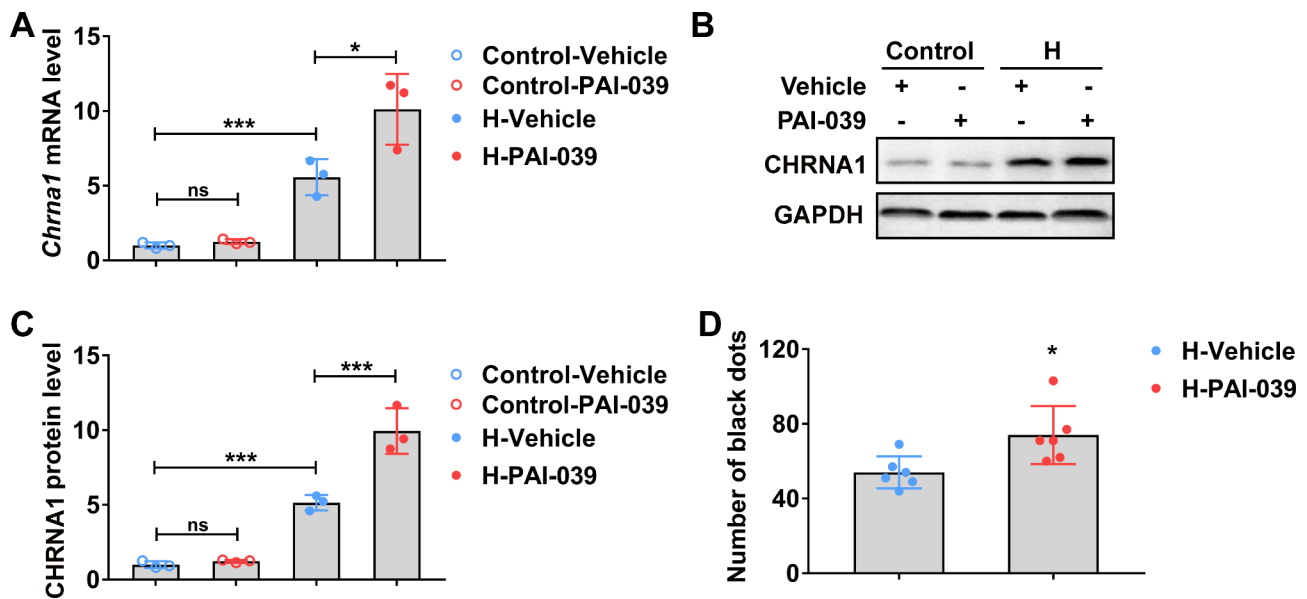 A
Chrna1 mRNA level
15
10
5
0
ns
***
*
Control-Vehicle
Control-PAI-039
H-Vehicle
H-PAI-039
B
Control H
Vehicle + - + -
PAI-039 - + - +
CHRNA1
GAPDH
C
CHRNA1 protein level
15
10
5
0
ns
***
***
Control-Vehicle
Control-PAI-039
H-Vehicle
H-PAI-039
D
Number of black dots
120
80
40
0
*
H-Vehicle
H-PAI-039